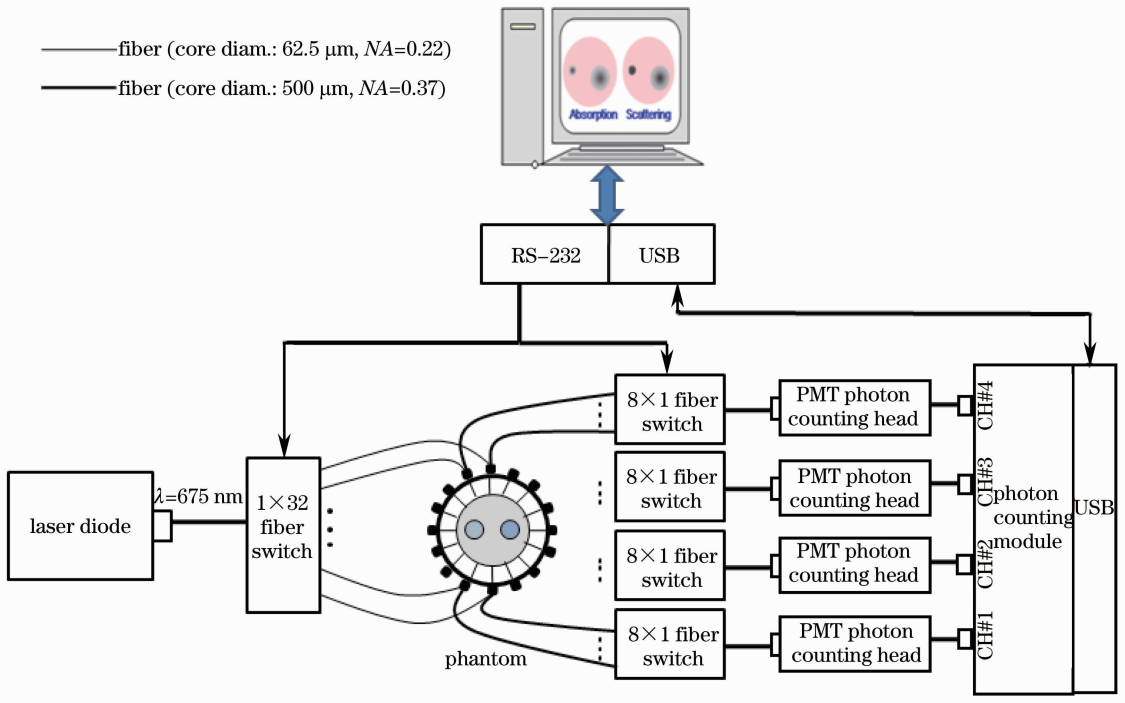 fiber (core diam.: 62.5 μm, NA=0.22)
fiber (core diam.: 500 μm, NA=0.37)
Absorption Scattering
RS-232
USB
laser diode
λ=675 nm
1×32
fiber
switch
phantom
8×1 fiber
switch
8×1 fiber
switch
8×1 fiber
switch
8×1 fiber
switch
PMT photon
counting head
PMT photon
counting head
PMT photon
counting head
PMT photon
counting head
CH#4
CH#3
CH#2
CH#1
photon
counting
module
USB